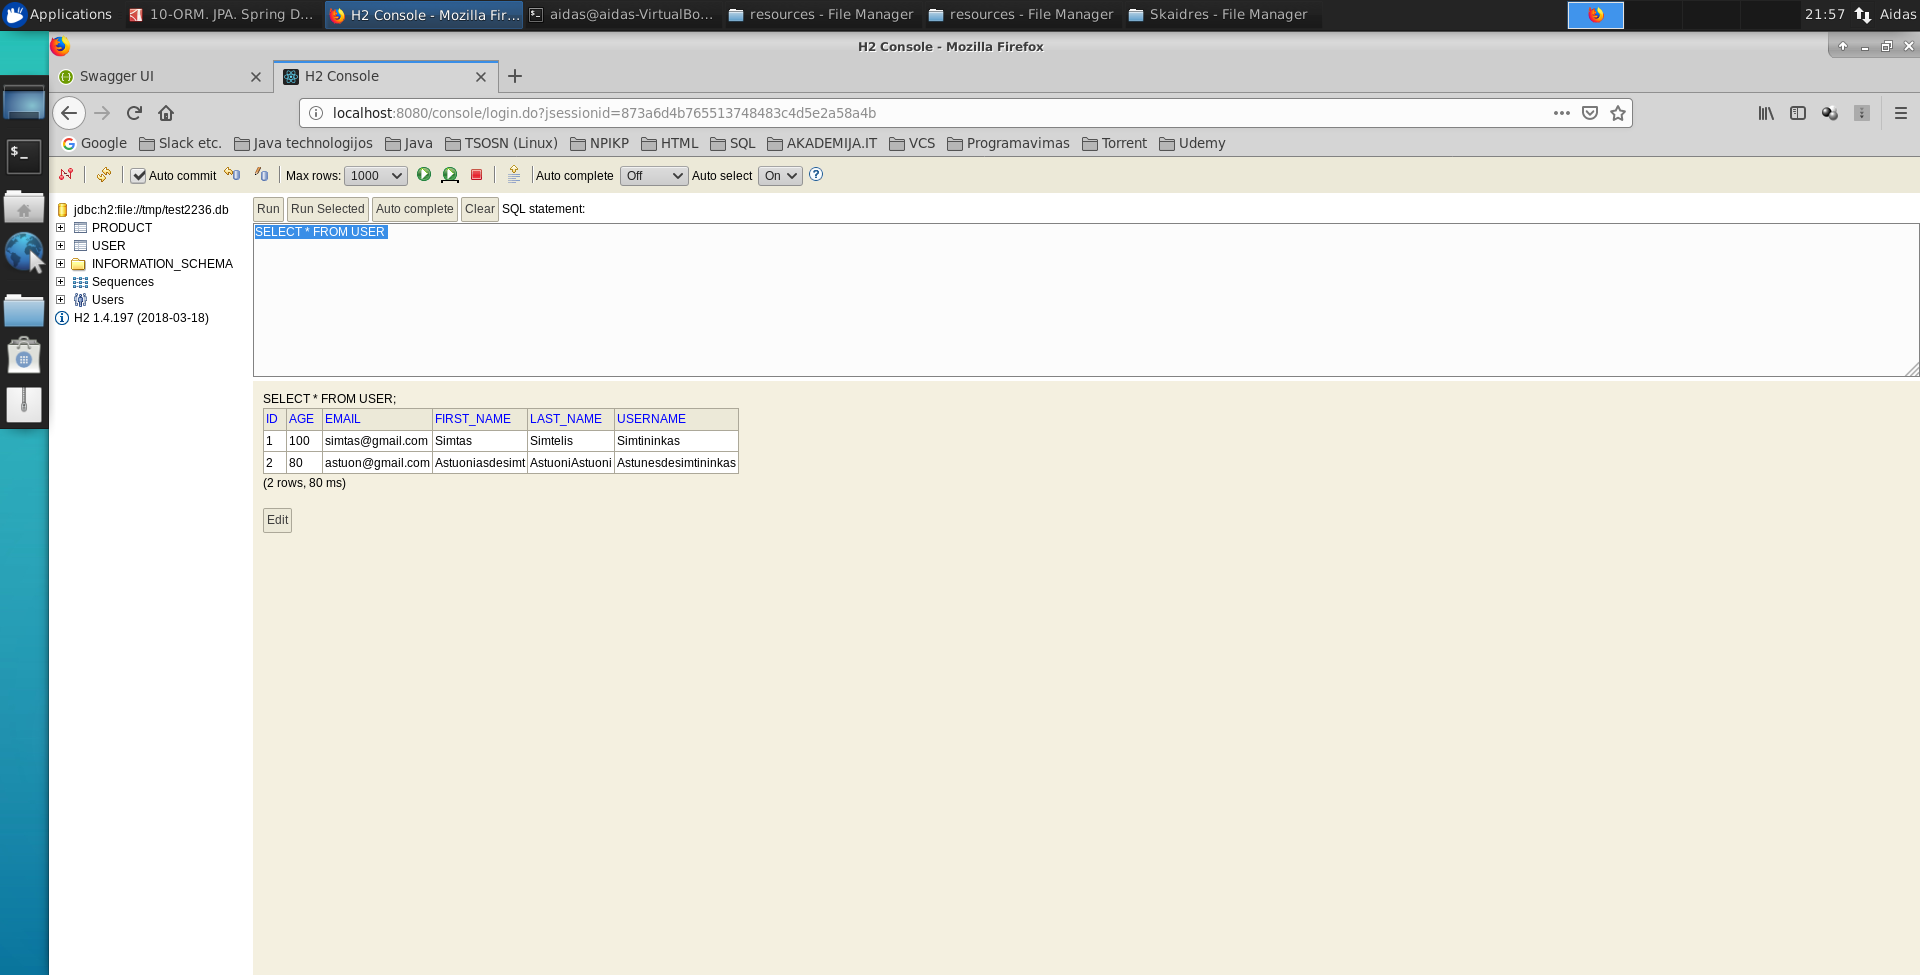 Applications 10-ORM. JPA. Spring D... H2 Console - Mozilla Fir... aidas@aidas-VirtualBo... resources - File Manager resources - File Manager Skaidres - File Manager 21:57 Aidas
H2 Console - Mozilla Firefox
Swagger UI H2 Console
localhost:8080/console/login.do?jsessionid=873a6d4b765513748483c4d5e2a58a4b
Google Slack etc. Java technologijos Java TSOSN (Linux) NPIKP HTML SQL AKADEMIJA.IT VCS Programavimas Torrent Udemy
Auto commit Max rows: 1000 Auto complete Off Auto select On
jdbc:h2:file://tmp/test2236.db
PRODUCT
USER
INFORMATION_SCHEMA
Sequences
Users
H2 1.4.197 (2018-03-18)
Run Run Selected Auto complete Clear SQL statement:
SELECT * FROM USER
SELECT * FROM USER;
ID AGE EMAIL FIRST_NAME LAST_NAME USERNAME
1 100 simtas@gmail.com Simtas Simtelis Simtininkas
2 80 astuon@gmail.com Astuoniasdesimt AstuoniAstuoni Astunesdesimtininkas
(2 rows, 80 ms)
Edit